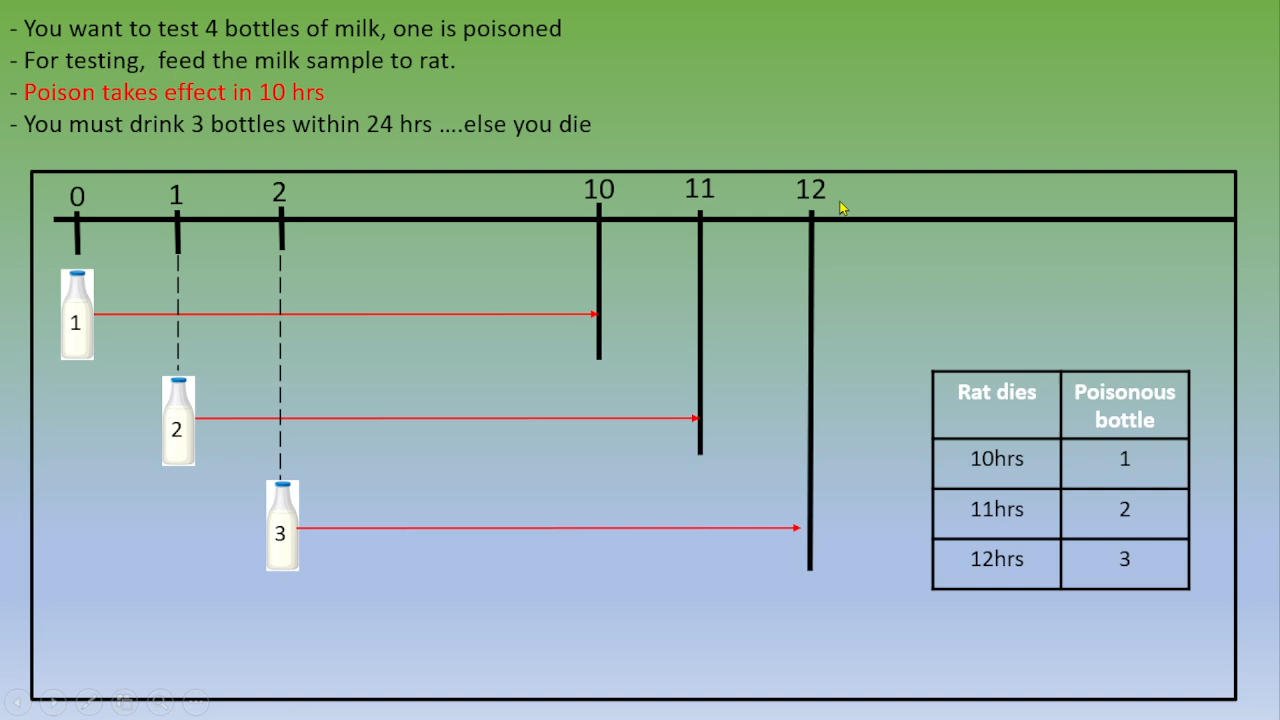 - You want to test 4 bottles of milk, one is poisoned
- For testing,  feed the milk sample to rat.
- Poison takes effect in 10 hrs
- You must drink 3 bottles within 24 hrs ....else you die
0 1 2 10 11 12
1
2
3
Rat dies Poisonous
bottle
10hrs 1
11hrs 2
12hrs 3